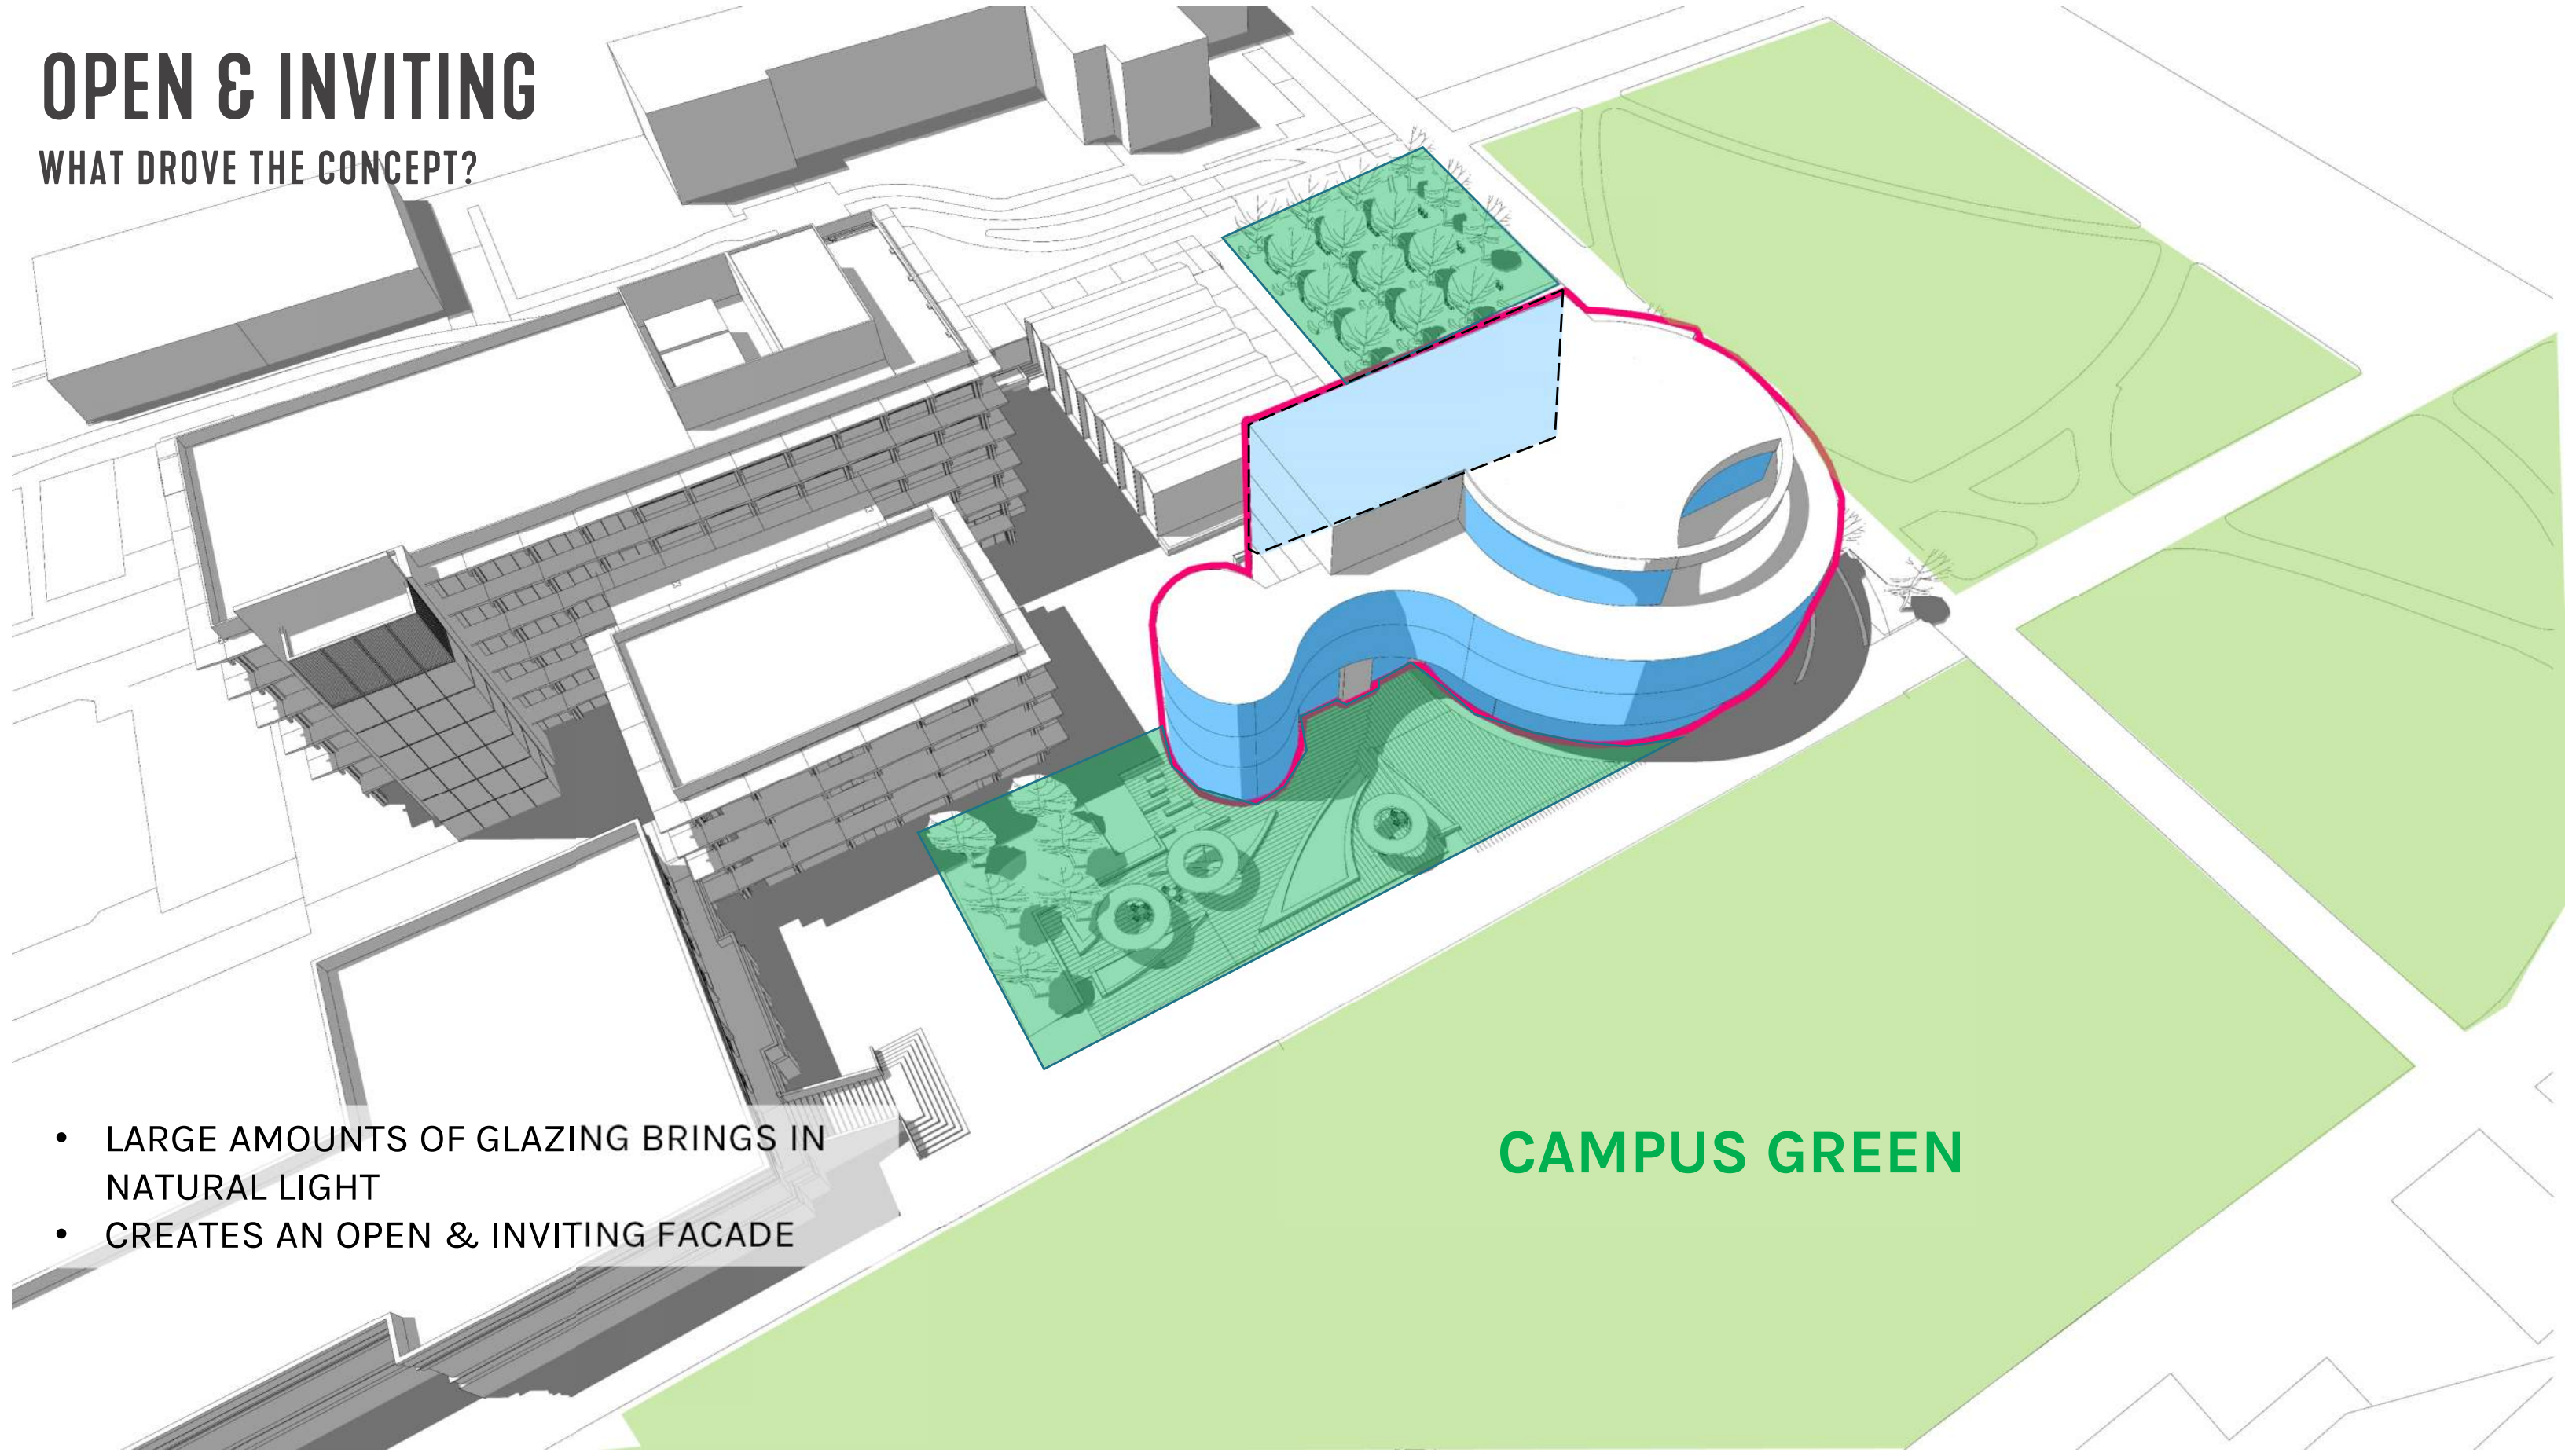 OPEN & INVITING
WHAT DROVE THE CONCEPT?
• LARGE AMOUNTS OF GLAZING BRINGS IN
NATURAL LIGHT
• CREATES AN OPEN & INVITING FACADE
CAMPUS GREEN